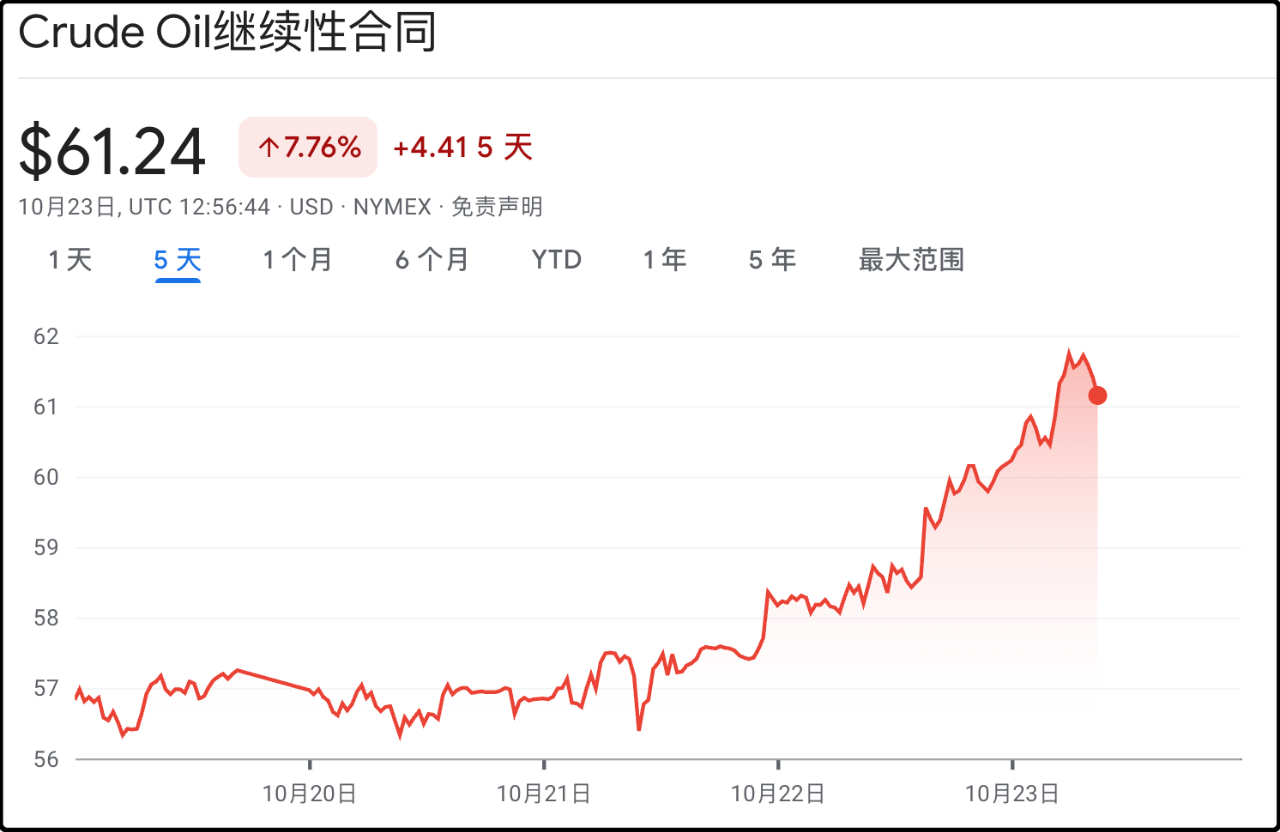 Crude Oil继续性合同
$61.24 ↑7.76% +4.41 5 天
10月23日, UTC 12:56:44 · USD · NYMEX · 免责声明
1 天 5 天 1 个月 6 个月 YTD 1 年 5 年 最大范围
62
61
60
59
58
57
56
10月20日 10月21日 10月22日 10月23日